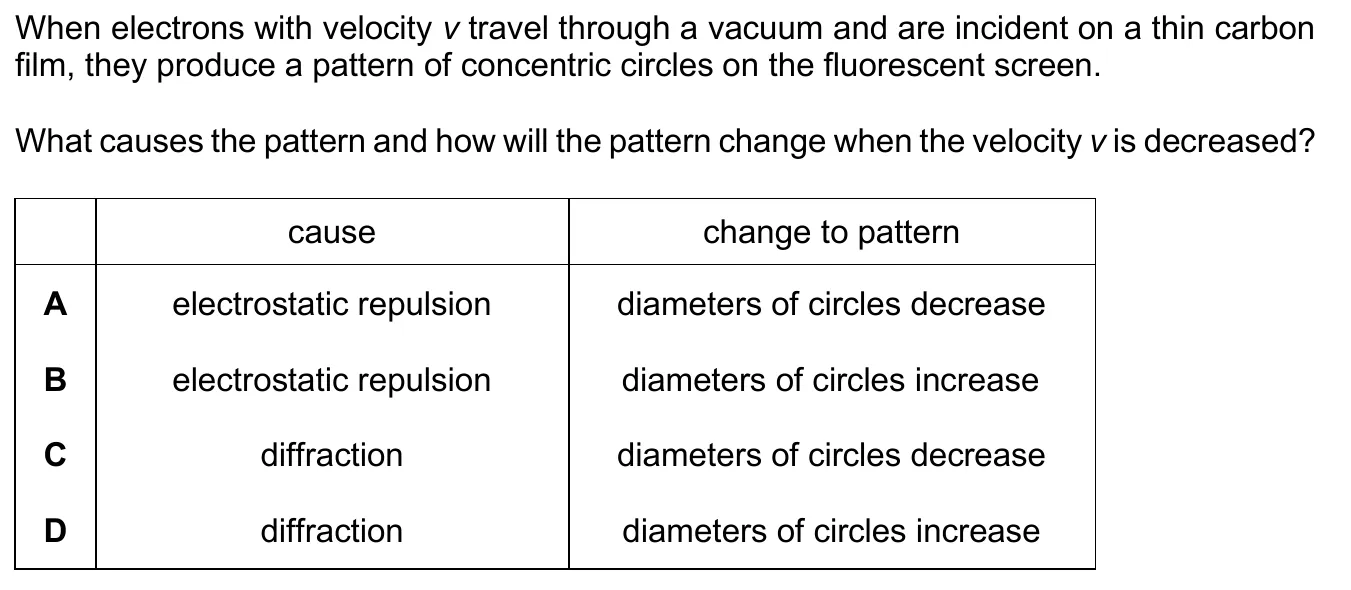 When electrons with velocity v travel through a vacuum and are incident on a thin carbon
film, they produce a pattern of concentric circles on the fluorescent screen.
What causes the pattern and how will the pattern change when the velocity v is decreased?
cause change to pattern
A electrostatic repulsion diameters of circles decrease
B electrostatic repulsion diameters of circles increase
C diffraction diameters of circles decrease
D diffraction diameters of circles increase